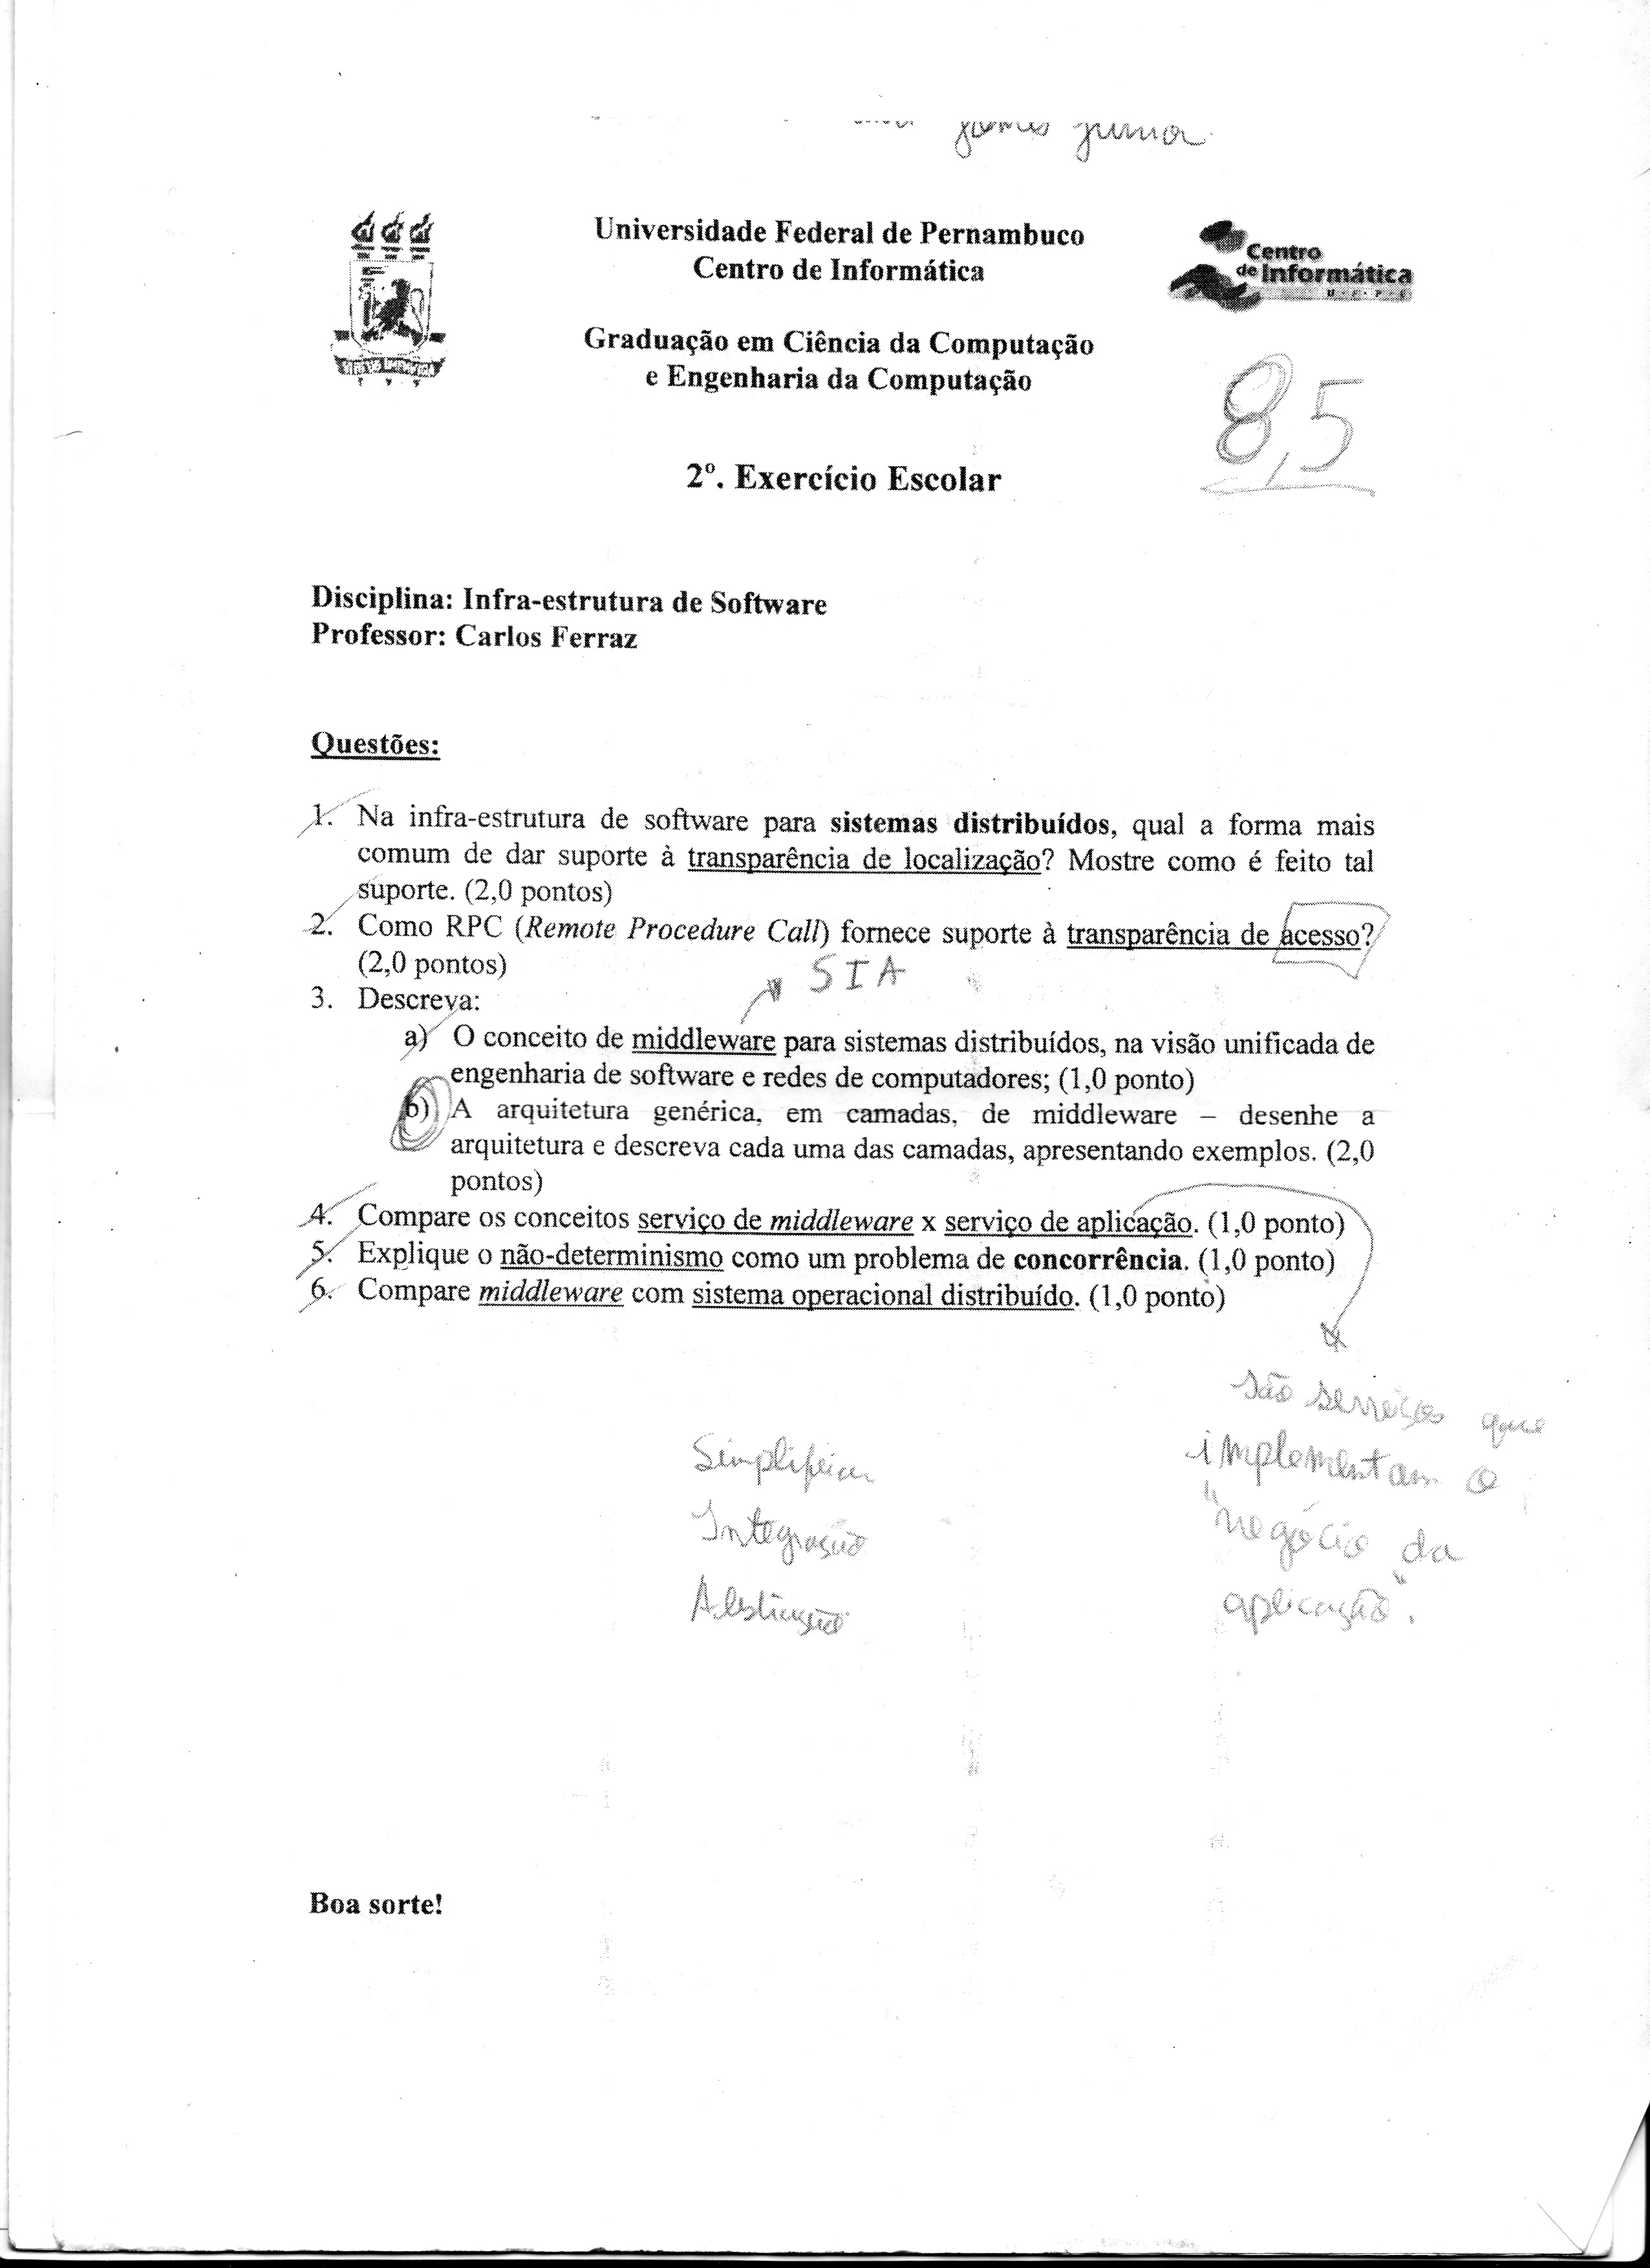 Junior
Universidade Federal de Pernambuco
Centro de Informática
Centro
de Informática
U · F · P · E
Graduação em Ciência da Computação
e Engenharia da Computação
8,5
2º. Exercício Escolar
Disciplina: Infra-estrutura de Software
Professor: Carlos Ferraz
Questões:
1. Na infra-estrutura de software para sistemas distribuídos, qual a forma mais
comum de dar suporte à transparência de localização? Mostre como é feito tal
suporte. (2,0 pontos)
2. Como RPC (Remote Procedure Call) fornece suporte à transparência de acesso?
(2,0 pontos)
SIA
3. Descreva:
a) O conceito de middleware para sistemas distribuídos, na visão unificada de
engenharia de software e redes de computadores; (1,0 ponto)
b) A arquitetura genérica, em camadas, de middleware – desenhe a
arquitetura e descreva cada uma das camadas, apresentando exemplos. (2,0
pontos)
4. Compare os conceitos serviço de middleware x serviço de aplicação. (1,0 ponto)
5. Explique o não-determinismo como um problema de concorrência. (1,0 ponto)
6. Compare middleware com sistema operacional distribuído. (1,0 ponto)
são serviços que
implementam o
"negócio da
aplicação".
Simplificar
Integração
Abstração
Boa sorte!